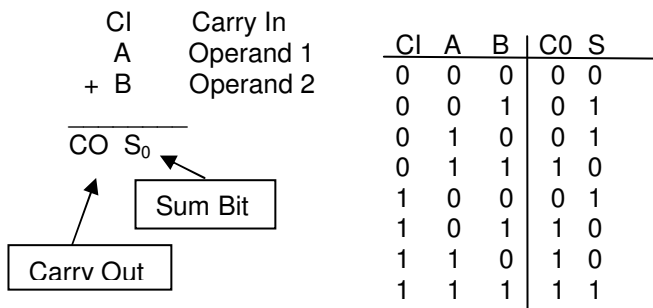 CI Carry In
A Operand 1
+ B Operand 2
CO S₀
Sum Bit
Carry Out
CI A B C0 S
0 0 0 0 0
0 0 1 0 1
0 1 0 0 1
0 1 1 1 0
1 0 0 0 1
1 0 1 1 0
1 1 0 1 0
1 1 1 1 1